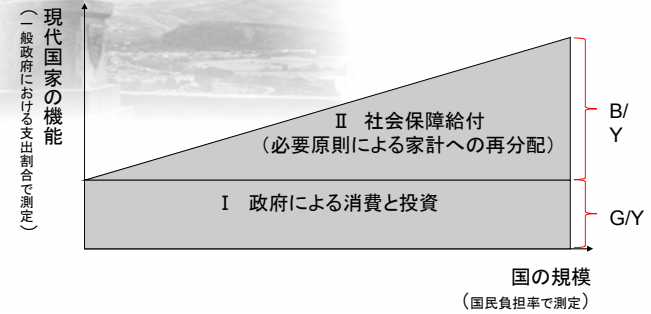 現代国家の機能
（一般政府における支出割合で測定）
Ⅱ　社会保障給付
（必要原則による家計への再分配）
B/
Y
Ⅰ　政府による消費と投資
G/Y
国の規模
（国民負担率で測定）